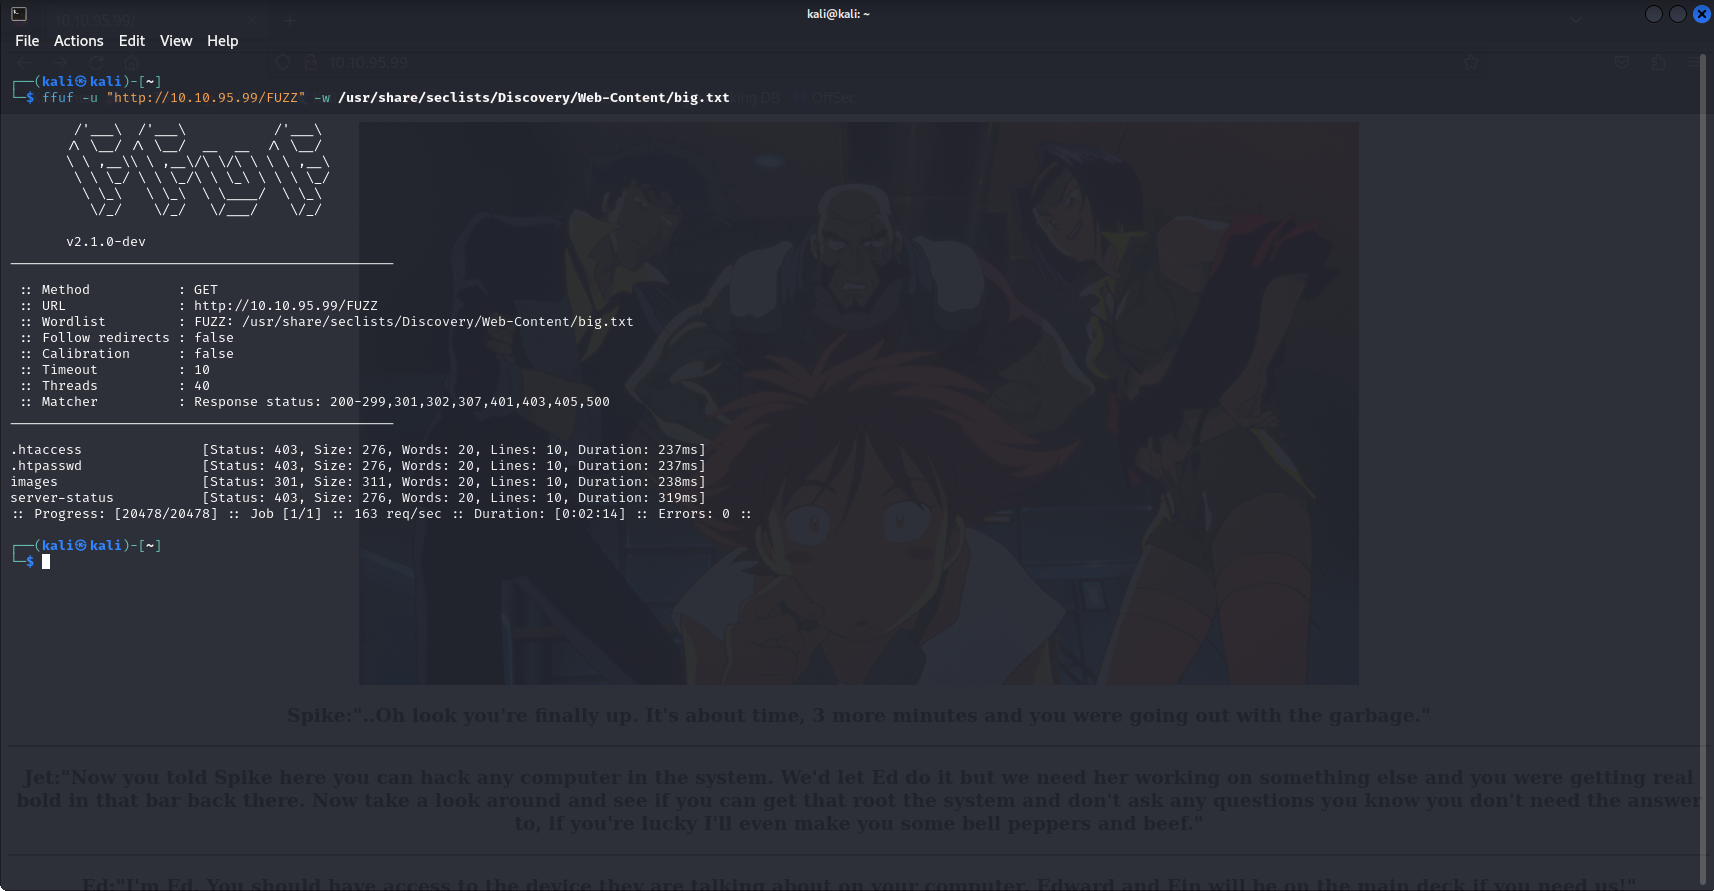 10.10.95.99/
kali@kali: ~
File Actions Edit View Help
10.10.95.99
┌──(kali㉿kali)-[~]
└─$ ffuf -u "http://10.10.95.99/FUZZ" -w /usr/share/seclists/Discovery/Web-Content/big.txt
DB OffSec
v2.1.0-dev
:: Method : GET
:: URL : http://10.10.95.99/FUZZ
:: Wordlist : FUZZ: /usr/share/seclists/Discovery/Web-Content/big.txt
:: Follow redirects : false
:: Calibration : false
:: Timeout : 10
:: Threads : 40
:: Matcher : Response status: 200-299,301,302,307,401,403,405,500
.htaccess [Status: 403, Size: 276, Words: 20, Lines: 10, Duration: 237ms]
.htpasswd [Status: 403, Size: 276, Words: 20, Lines: 10, Duration: 237ms]
images [Status: 301, Size: 311, Words: 20, Lines: 10, Duration: 238ms]
server-status [Status: 403, Size: 276, Words: 20, Lines: 10, Duration: 319ms]
:: Progress: [20478/20478] :: Job [1/1] :: 163 req/sec :: Duration: [0:02:14] :: Errors: 0 ::
┌──(kali㉿kali)-[~]
└─$
Spike:"..Oh look you're finally up. It's about time, 3 more minutes and you were going out with the garbage."
Jet:"Now you told Spike here you can hack any computer in the system. We'd let Ed do it but we need her working on something else and you were getting real
bold in that bar back there. Now take a look around and see if you can get that root the system and don't ask any questions you know you don't need the answer
to, if you're lucky I'll even make you some bell peppers and beef."
Ed:"I'm Ed. You should have access to the device they are talking about on your computer. Edward and Ein will be on the main deck if you need us!"